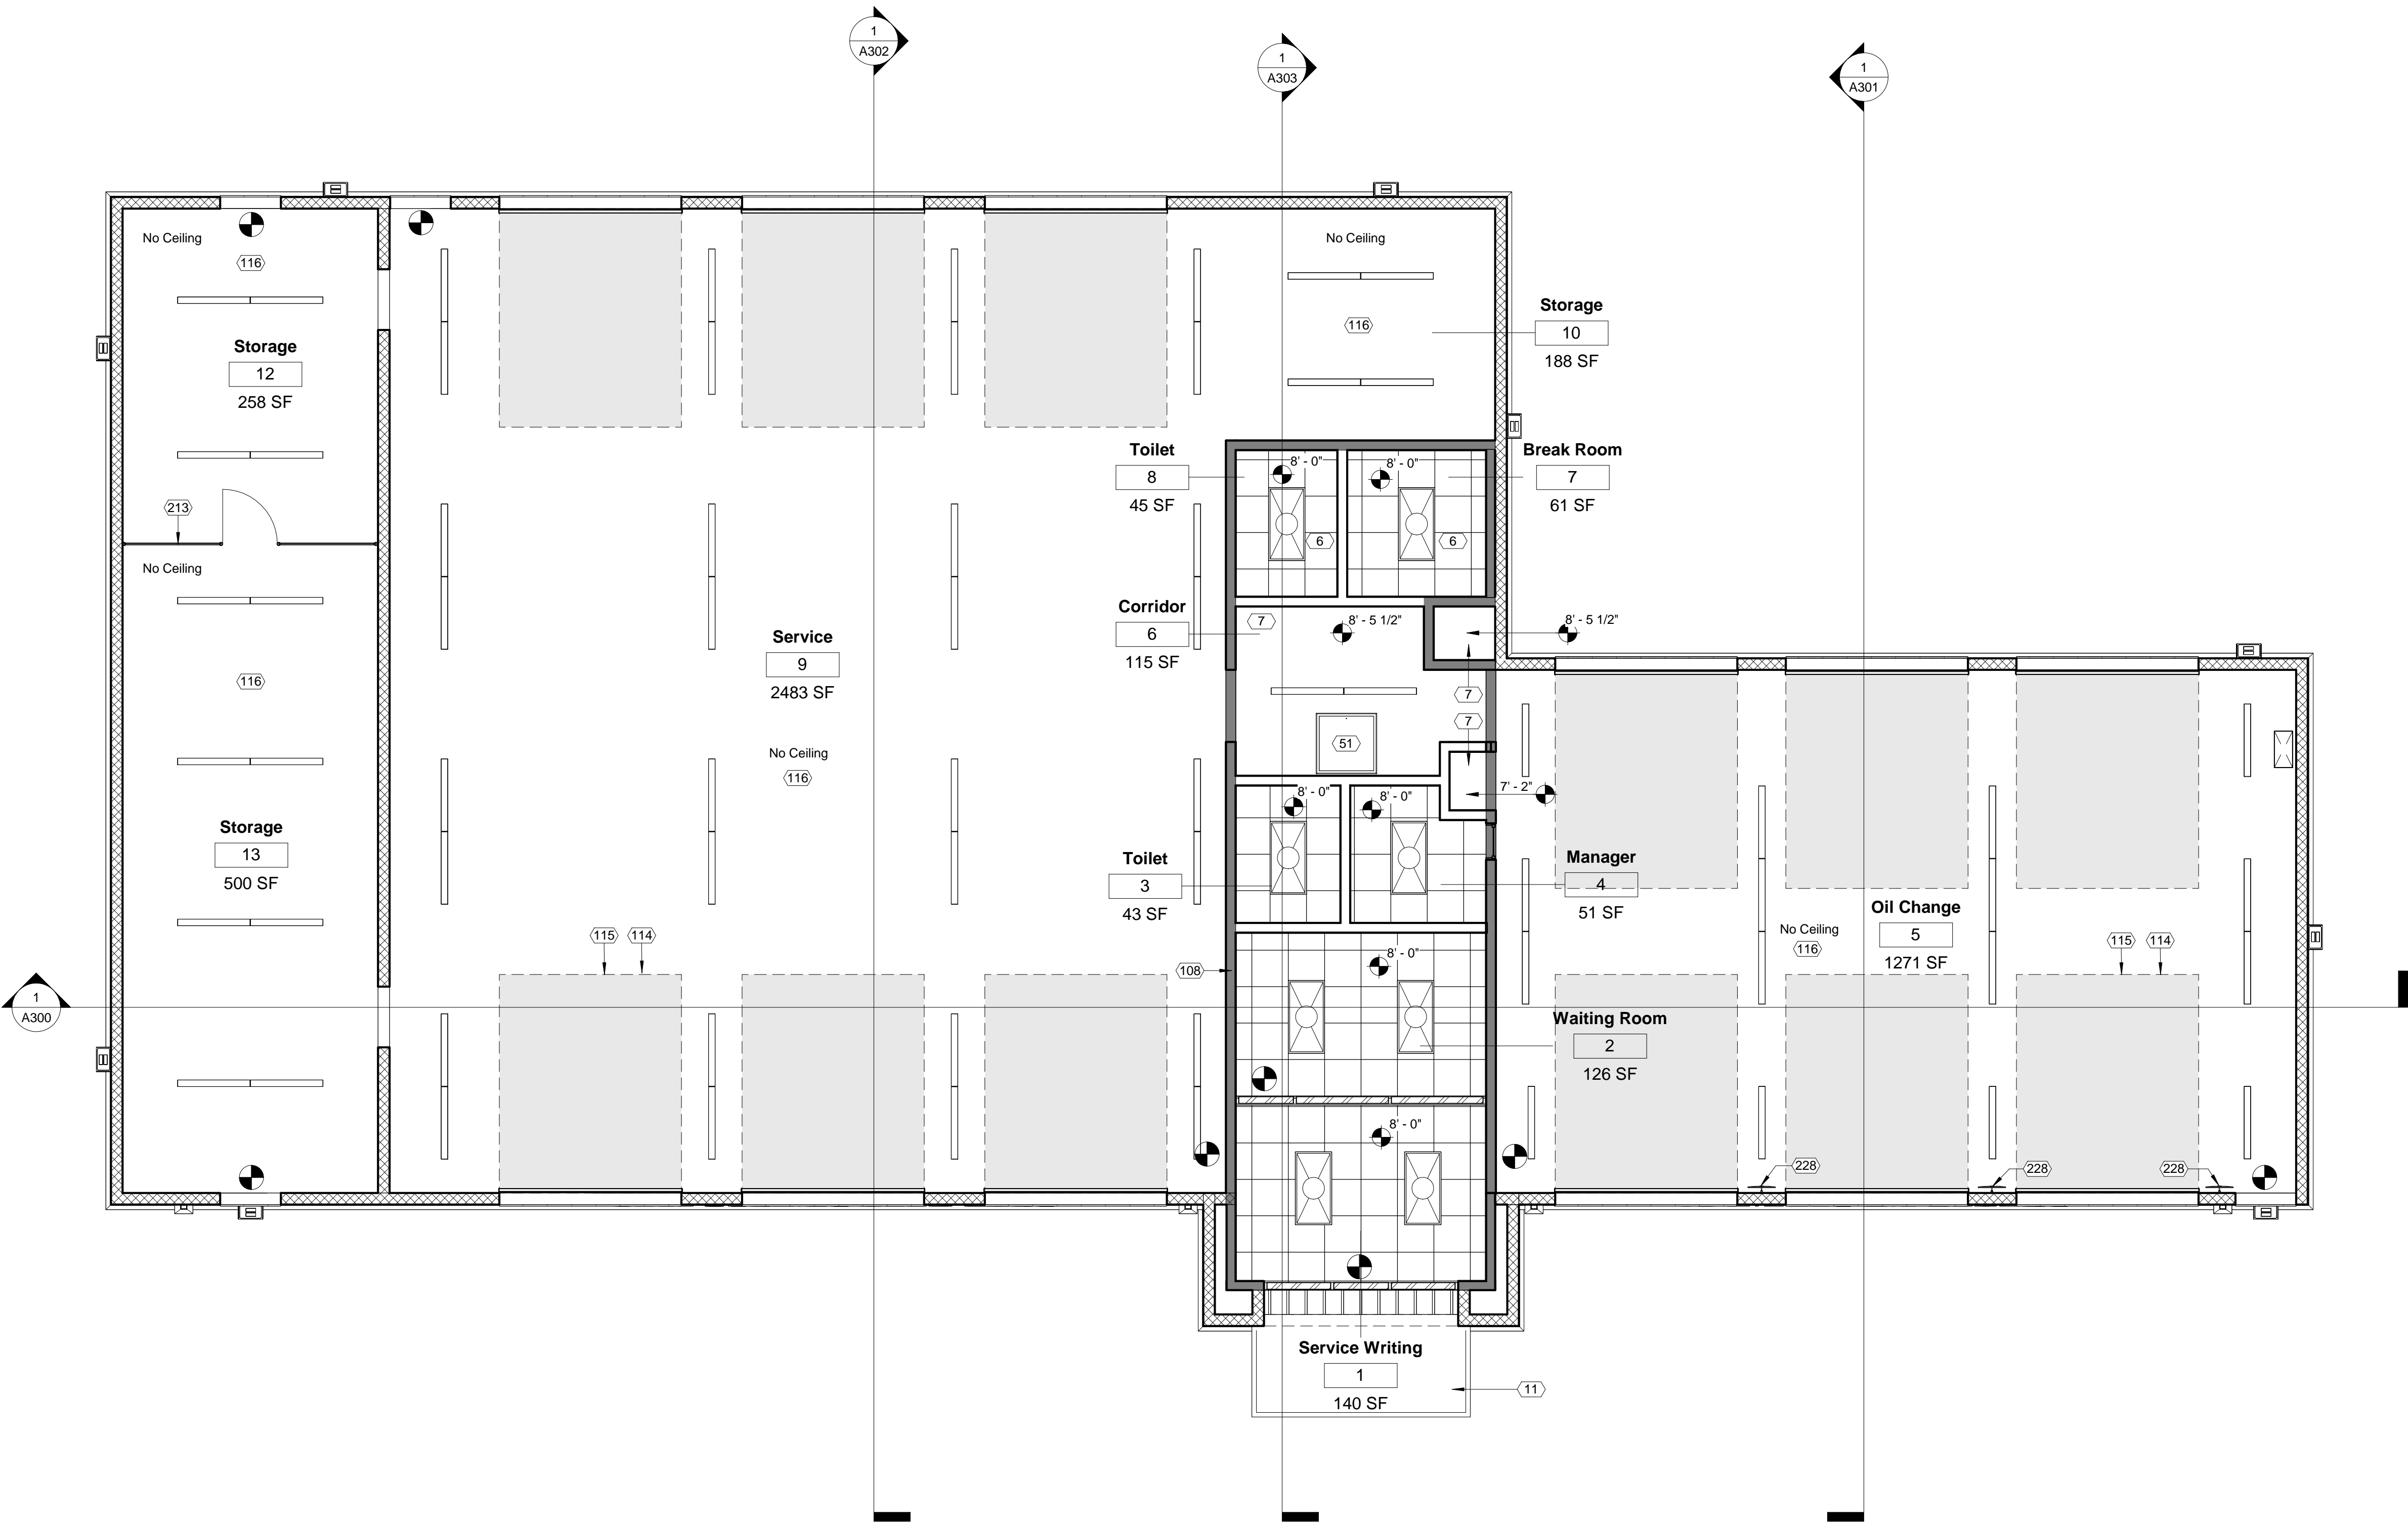 1
A302
1
A303
1
A301
No Ceiling
116
No Ceiling
116
Storage
10
188 SF
Storage
12
258 SF
Toilet
8
45 SF
8' - 0"
8' - 0"
Break Room
7
61 SF
6
6
213
No Ceiling
Corridor
6
115 SF
7
8' - 5 1/2"
8' - 5 1/2"
Service
9
2483 SF
116
7
7
51
No Ceiling
116
7' - 2"
8' - 0"
8' - 0"
Storage
13
500 SF
Toilet
3
43 SF
Manager
4
51 SF
Oil Change
5
1271 SF
No Ceiling
116
115
114
115
114
108
8' - 0"
1
A300
Waiting Room
2
126 SF
8' - 0"
228
228
228
Service Writing
1
140 SF
11